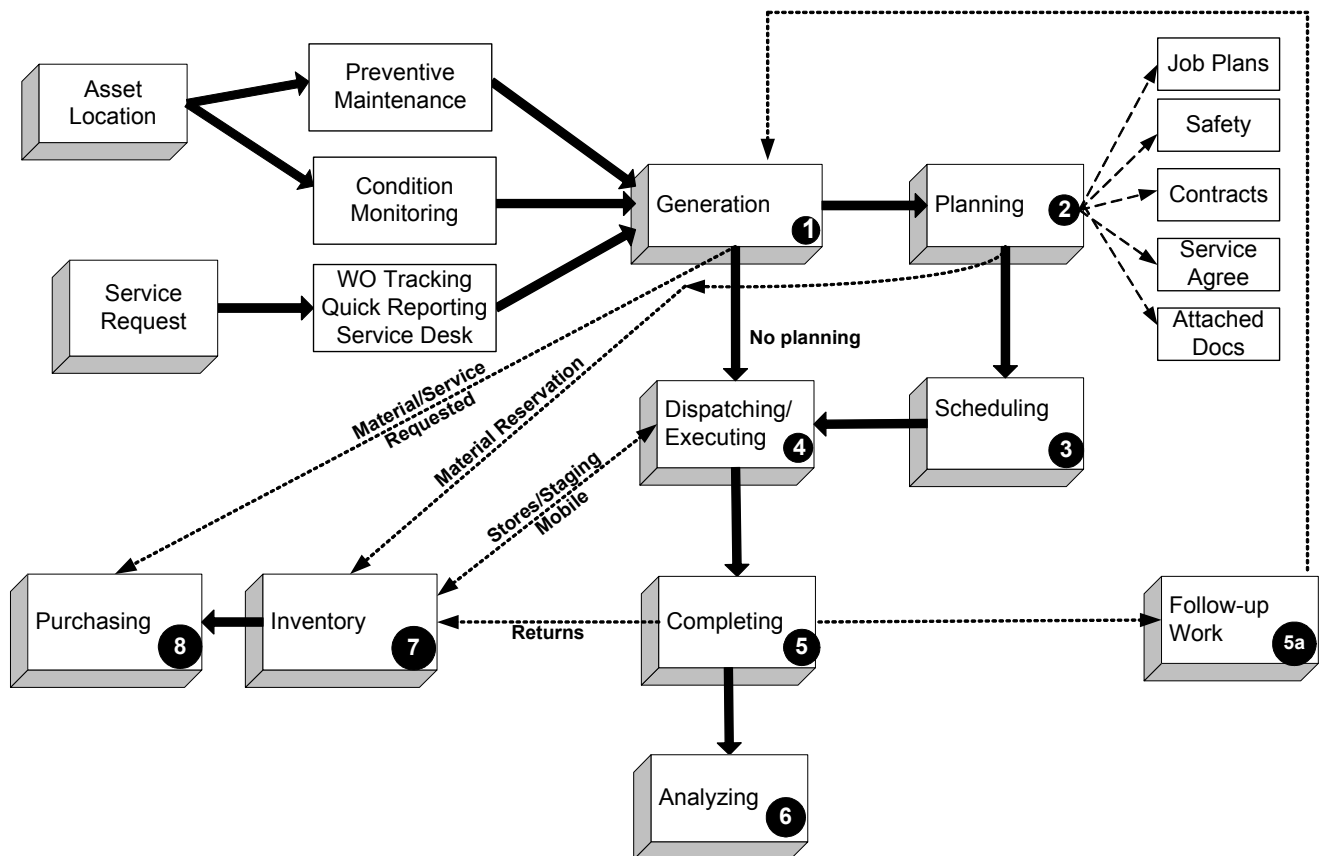 Asset
Location
Preventive
Maintenance
Condition
Monitoring
Service
Request
WO Tracking
Quick Reporting
Service Desk
Generation
1
Planning
2
Job Plans
Safety
Contracts
Service
Agree
Attached
Docs
No planning
Material/Service
Requested
Material Reservation
Stores/Staging
Mobile
Dispatching/
Executing
4
Scheduling
3
Purchasing
8
Inventory
7
Returns
Completing
5
Follow-up
Work
5a
Analyzing
6